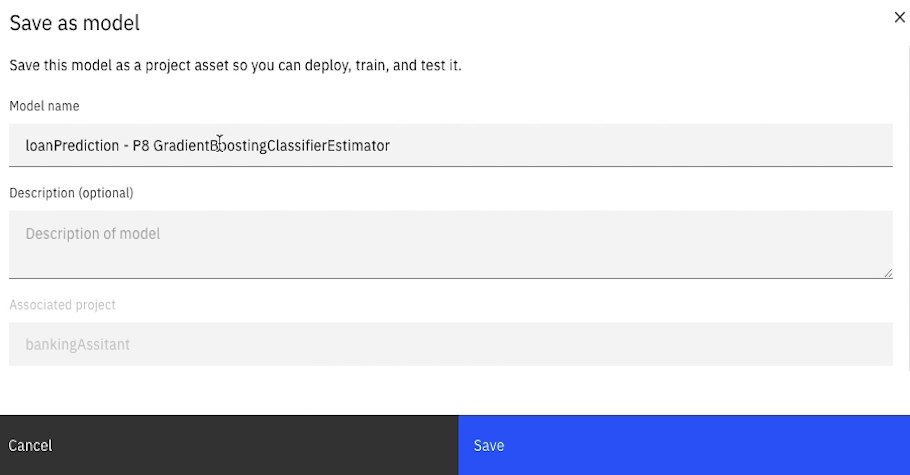 Save as model
Save this model as a project asset so you can deploy, train, and test it.
Model name
loanPrediction - P8 GradientBoostingClassifierEstimator
Description (optional)
Description of model
Associated project
bankingAssitant
Cancel
Save